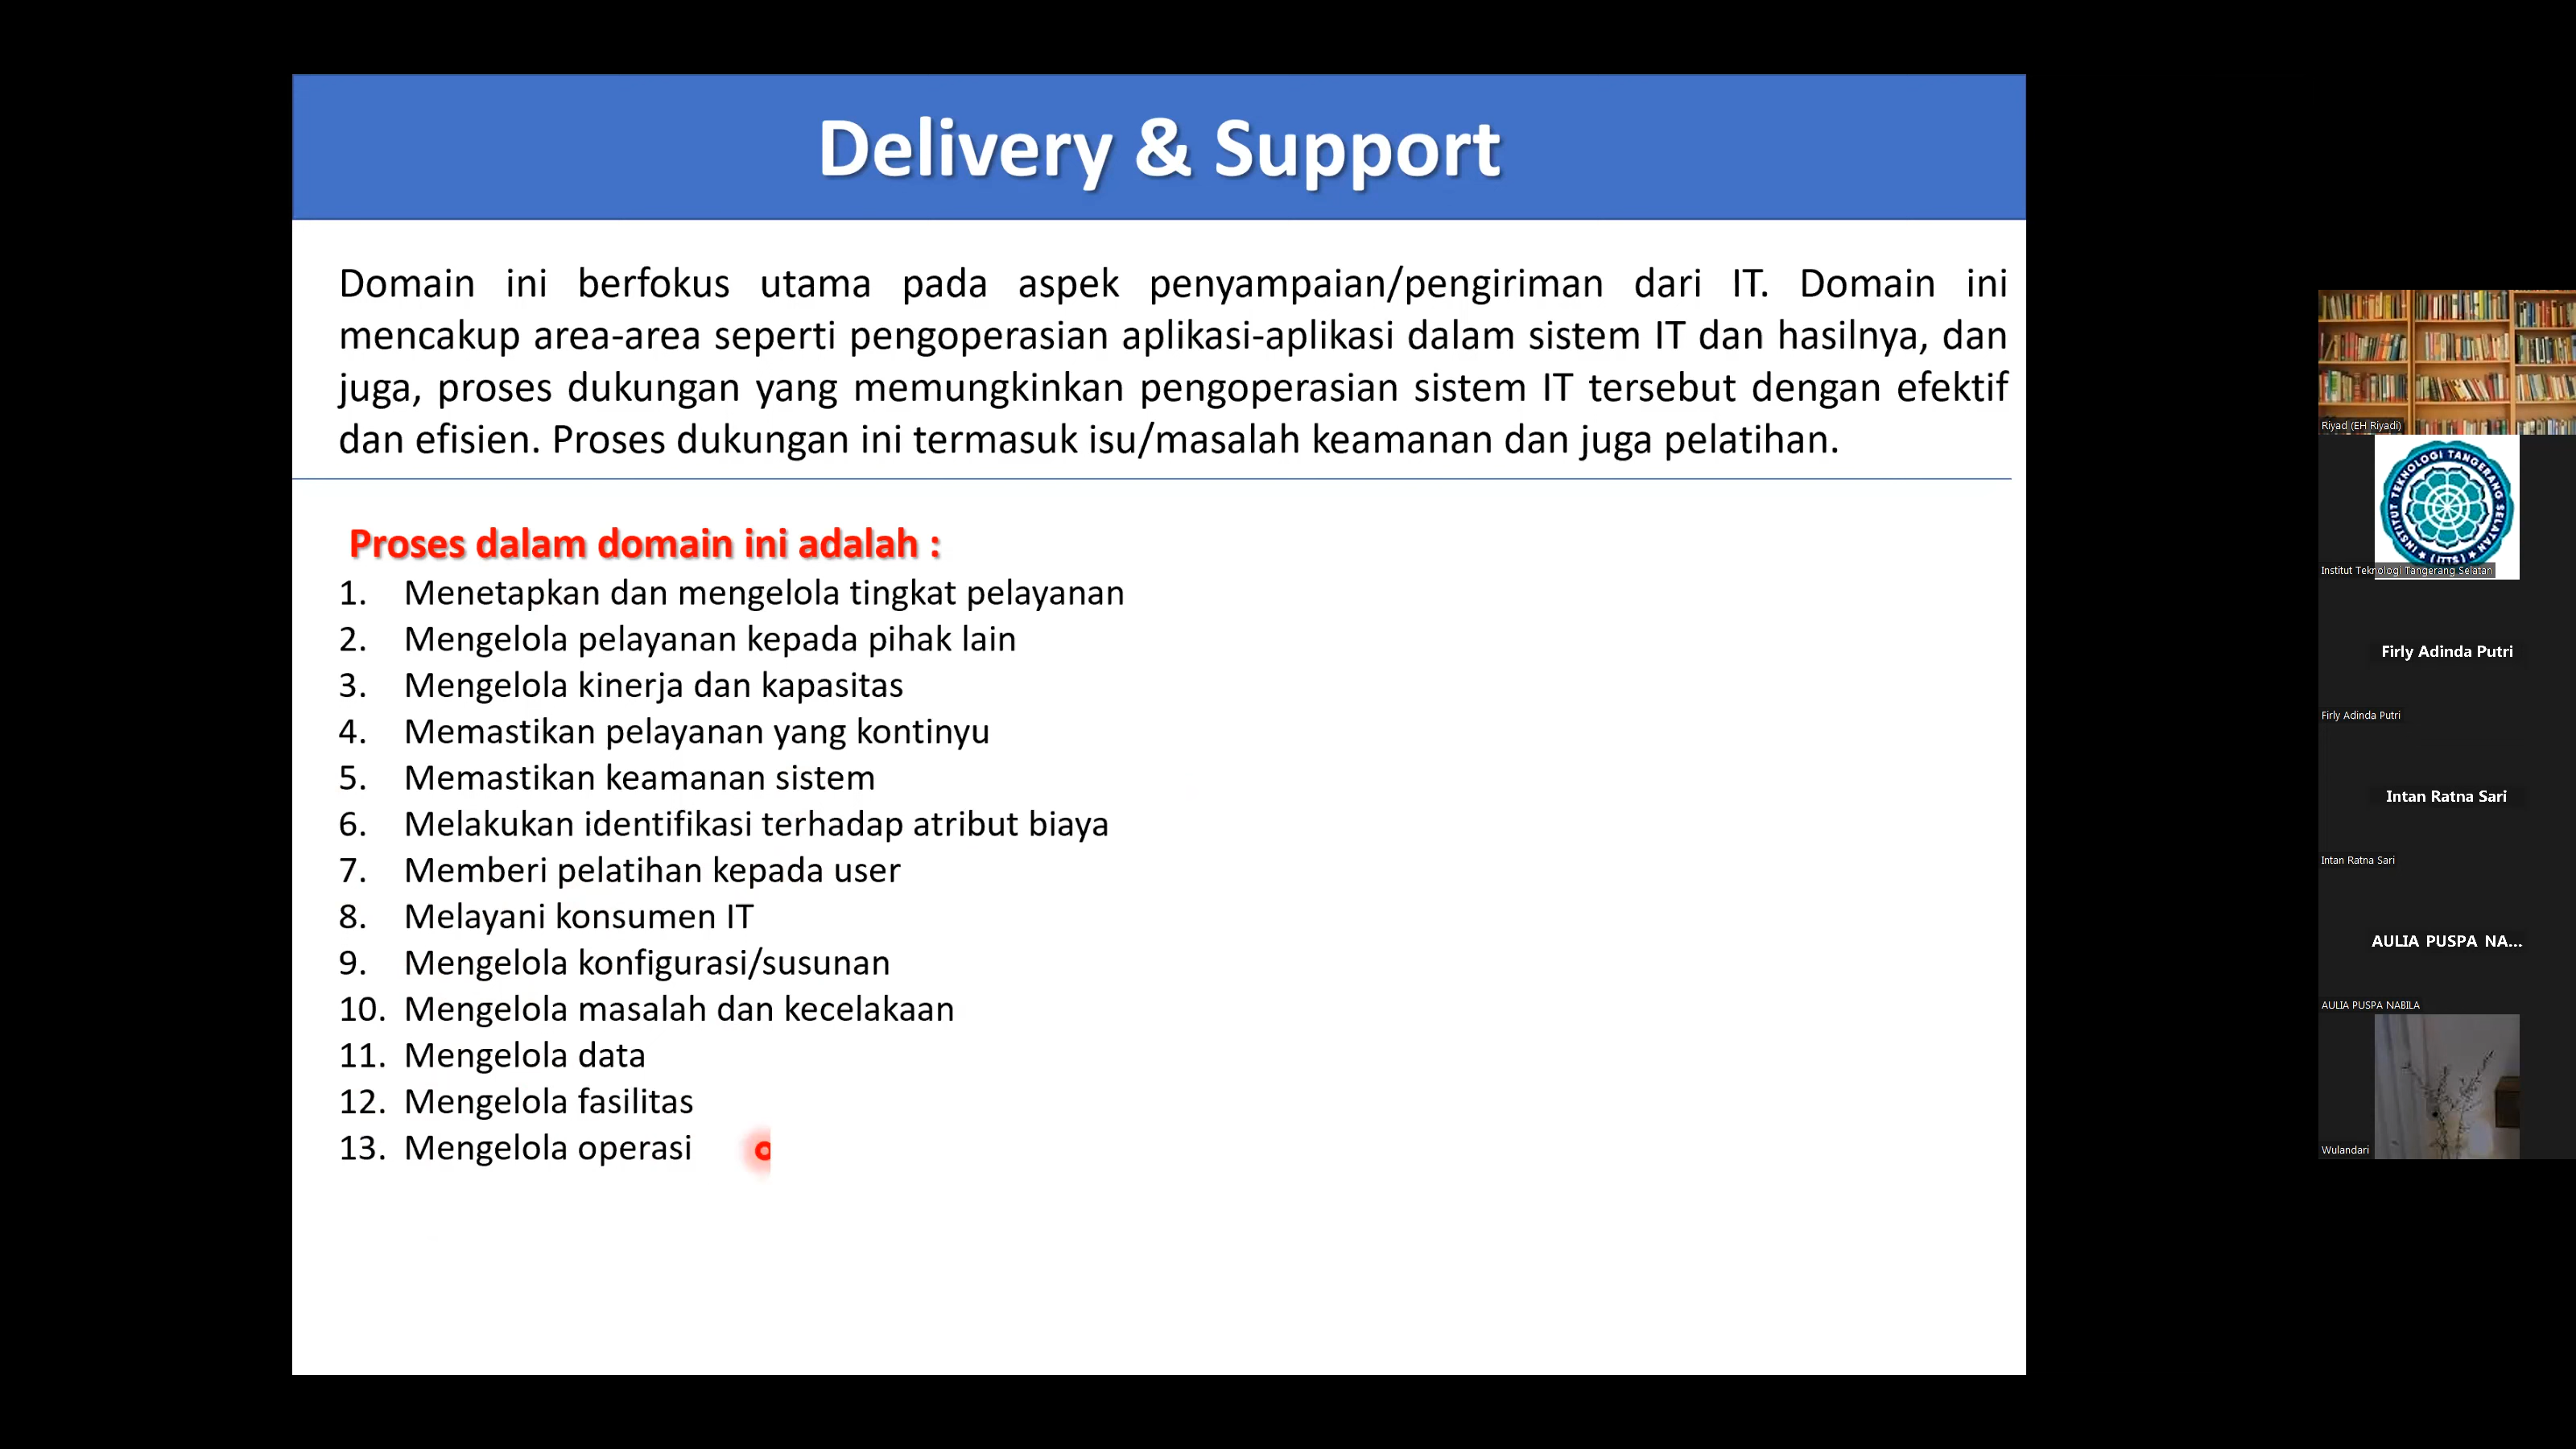 Delivery & Support
Domain ini berfokus utama pada aspek penyampaian/pengiriman dari IT. Domain ini
mencakup area-area seperti pengoperasian aplikasi-aplikasi dalam sistem IT dan hasilnya, dan
juga, proses dukungan yang memungkinkan pengoperasian sistem IT tersebut dengan efektif
dan efisien. Proses dukungan ini termasuk isu/masalah keamanan dan juga pelatihan.
Proses dalam domain ini adalah :
1. Menetapkan dan mengelola tingkat pelayanan
2. Mengelola pelayanan kepada pihak lain
3. Mengelola kinerja dan kapasitas
4. Memastikan pelayanan yang kontinyu
5. Memastikan keamanan sistem
6. Melakukan identifikasi terhadap atribut biaya
7. Memberi pelatihan kepada user
8. Melayani konsumen IT
9. Mengelola konfigurasi/susunan
10. Mengelola masalah dan kecelakaan
11. Mengelola data
12. Mengelola fasilitas
13. Mengelola operasi
Riyad (EH Riyadi)
INSTITUT TEKNOLOGI TANGERANG SELATAN
(ITTS)
Institut Teknologi Tangerang Selatan
Firly Adinda Putri
Firly Adinda Putri
Intan Ratna Sari
Intan Ratna Sari
AULIA PUSPA NA...
AULIA PUSPA NABILA
Wulandari